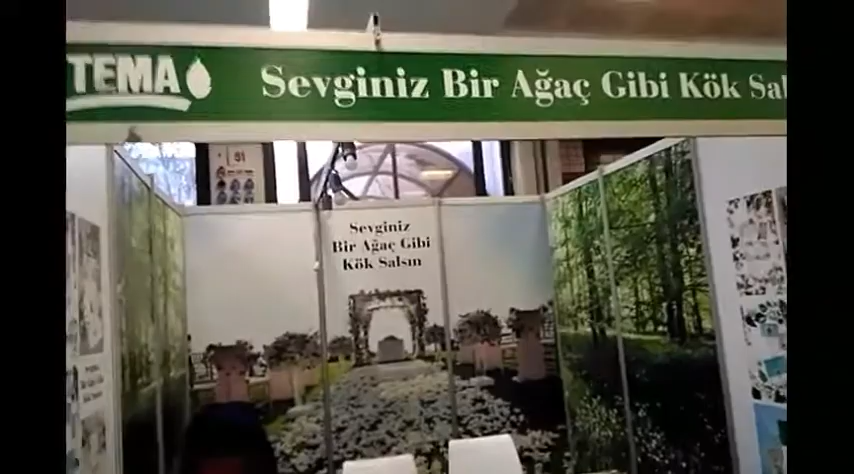 TEMA
Sevginiz Bir Ağaç Gibi Kök Sal
Sevginiz
Bir Ağaç Gibi
Kök Salsın